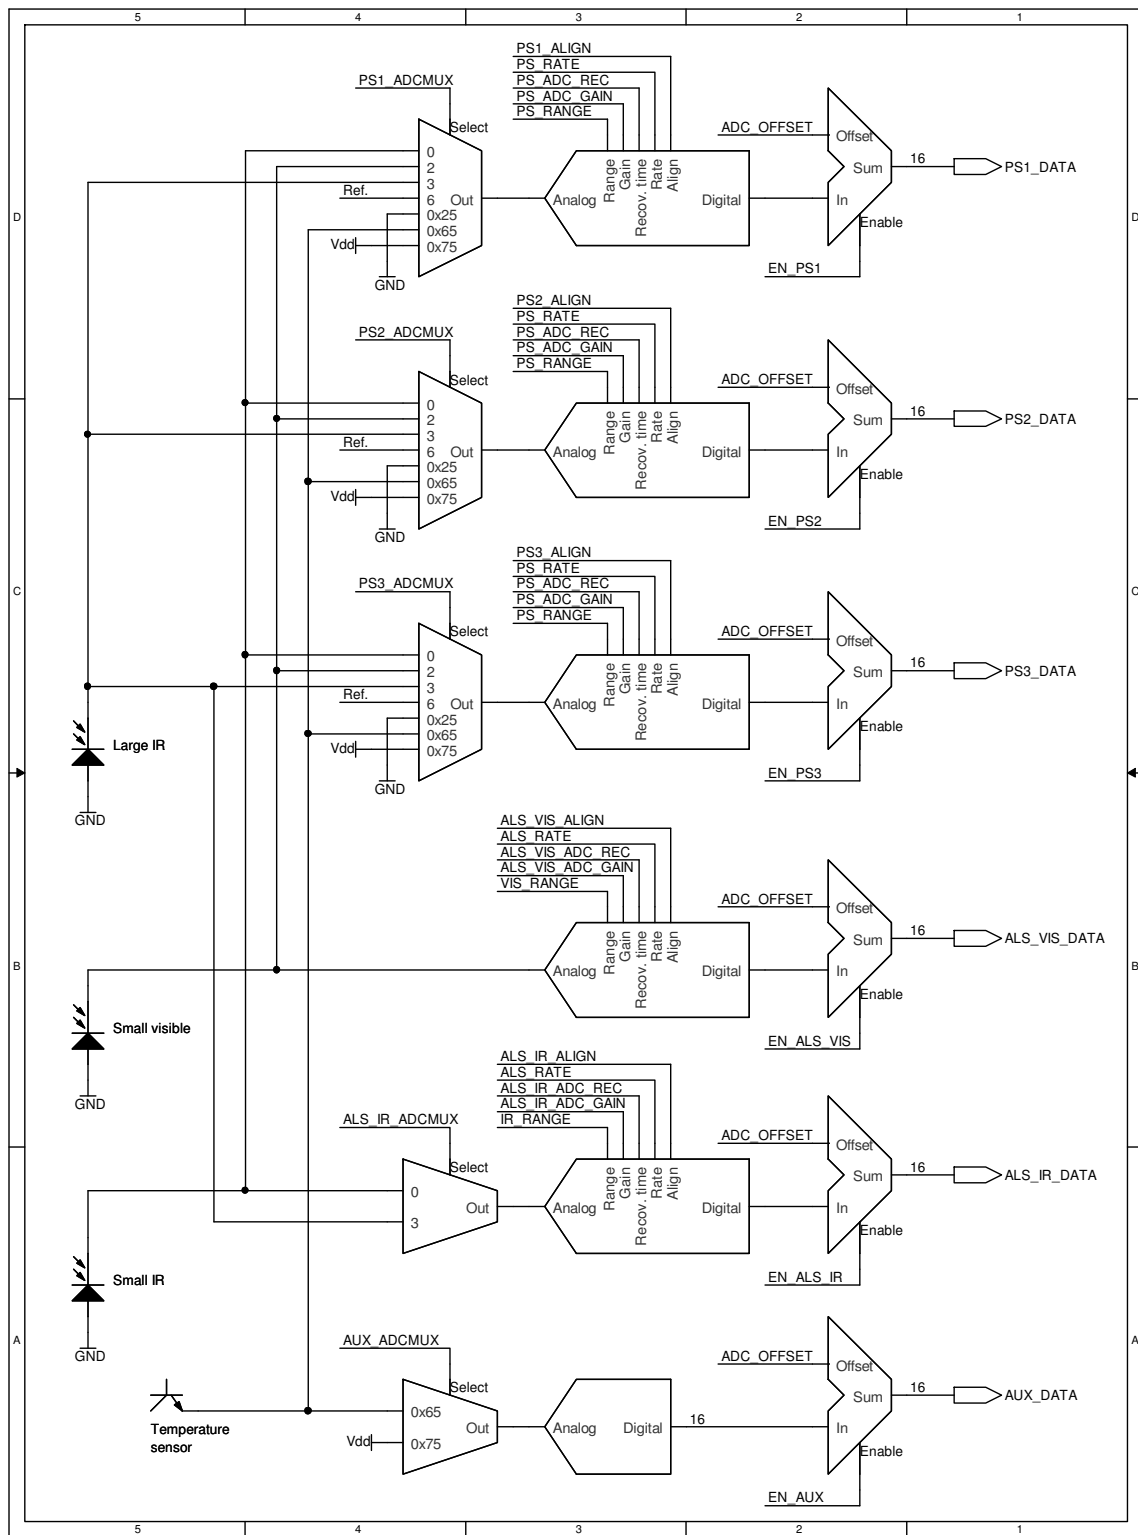 5 4 3 2 1
PS1_ALIGN
PS_RATE
PS1_ADCMUX PS_ADC_REC
PS_ADC_GAIN
PS_RANGE
Select
ADC_OFFSET Offset
0
2
3
6
0x25
0x65
0x75
Ref.
Vdd
GND
Out
Analog
Range
Gain
Recov. time
Rate
Align
Digital
In
Sum
Enable
16
PS1_DATA
EN_PS1
D D
PS2_ALIGN
PS_RATE
PS2_ADCMUX PS_ADC_REC
PS_ADC_GAIN
PS_RANGE
Select
ADC_OFFSET Offset
0
2
3
6
0x25
0x65
0x75
Ref.
Vdd
GND
Out
Analog
Range
Gain
Recov. time
Rate
Align
Digital
In
Sum
Enable
16
PS2_DATA
EN_PS2
PS3_ALIGN
PS_RATE
PS3_ADCMUX PS_ADC_REC
PS_ADC_GAIN
PS_RANGE
C C
Select
ADC_OFFSET Offset
0
2
3
6
0x25
0x65
0x75
Ref.
Vdd
GND
Out
Analog
Range
Gain
Recov. time
Rate
Align
Digital
In
Sum
Enable
16
PS3_DATA
EN_PS3
Large IR
GND
ALS_VIS_ALIGN
ALS_RATE
ALS_VIS_ADC_REC
ALS_VIS_ADC_GAIN
VIS_RANGE
ADC_OFFSET Offset
Analog
Range
Gain
Recov. time
Rate
Align
Digital
In
Sum
Enable
16
ALS_VIS_DATA
EN_ALS_VIS
B B
Small visible
GND
ALS_IR_ALIGN
ALS_RATE
ALS_IR_ADC_REC
ALS_IR_ADC_GAIN
ALS_IR_ADCMUX IR_RANGE
Select
ADC_OFFSET Offset
0
3
Out
Analog
Range
Gain
Recov. time
Rate
Align
Digital
In
Sum
Enable
16
ALS_IR_DATA
EN_ALS_IR
Small IR
GND
A A
AUX_ADCMUX
Select
ADC_OFFSET Offset
0x65
0x75
Vdd
Out
Analog
Digital
16
In
Sum
Enable
16
AUX_DATA
EN_AUX
Temperature
sensor
5 4 3 2 1